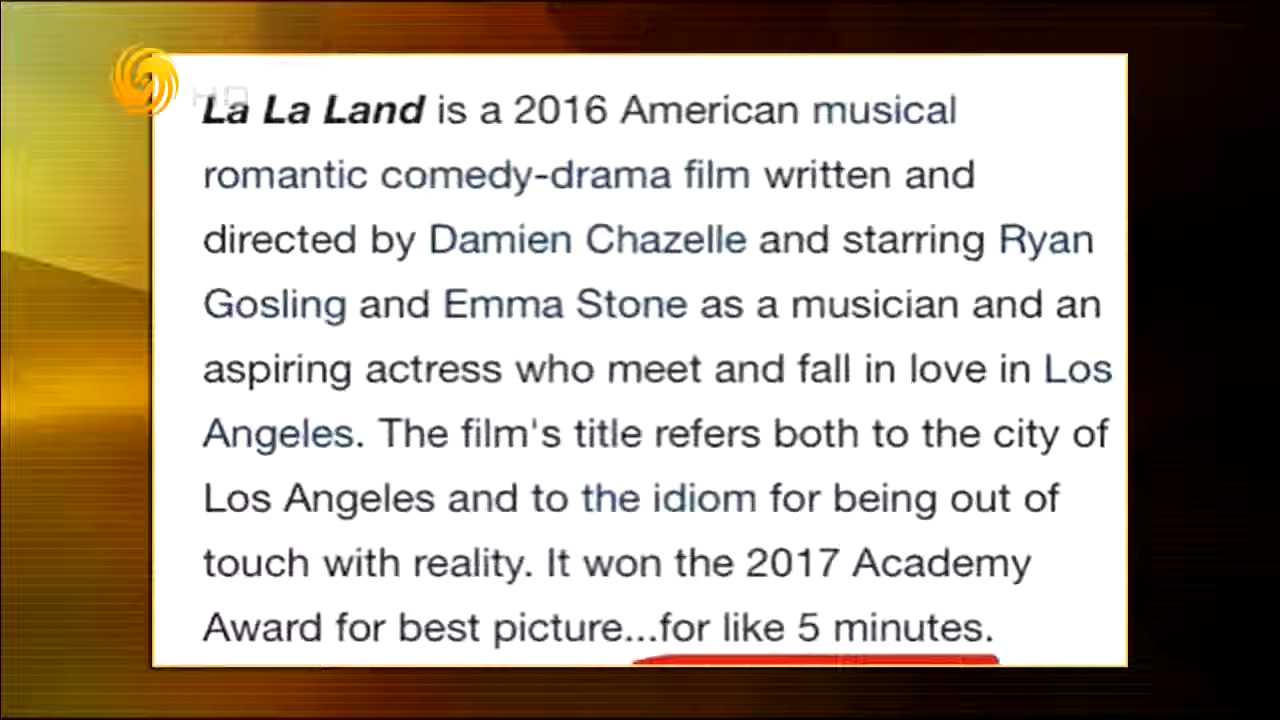 HD
La La Land is a 2016 American musical
romantic comedy-drama film written and
directed by Damien Chazelle and starring Ryan
Gosling and Emma Stone as a musician and an
aspiring actress who meet and fall in love in Los
Angeles. The film's title refers both to the city of
Los Angeles and to the idiom for being out of
touch with reality. It won the 2017 Academy
Award for best picture...for like 5 minutes.